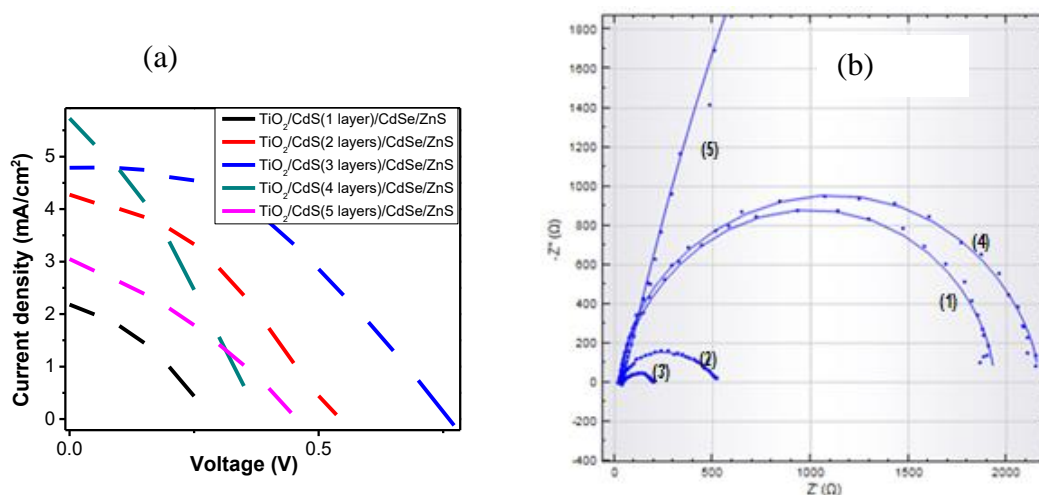 (a)
TiO₂/CdS(1 layer)/CdSe/ZnS
TiO₂/CdS(2 layers)/CdSe/ZnS
TiO₂/CdS(3 layers)/CdSe/ZnS
TiO₂/CdS(4 layers)/CdSe/ZnS
TiO₂/CdS(5 layers)/CdSe/ZnS
Current density (mA/cm²)
5
4
3
2
1
0
0.0
0.5
Voltage (V)
(b)
-Z'' (Ω)
1800
1600
1400
1200
1000
800
600
400
200
0
-200
-400
(5)
(4)
(1)
(2)
(3)
0
500
1000
1500
2000
Z' (Ω)